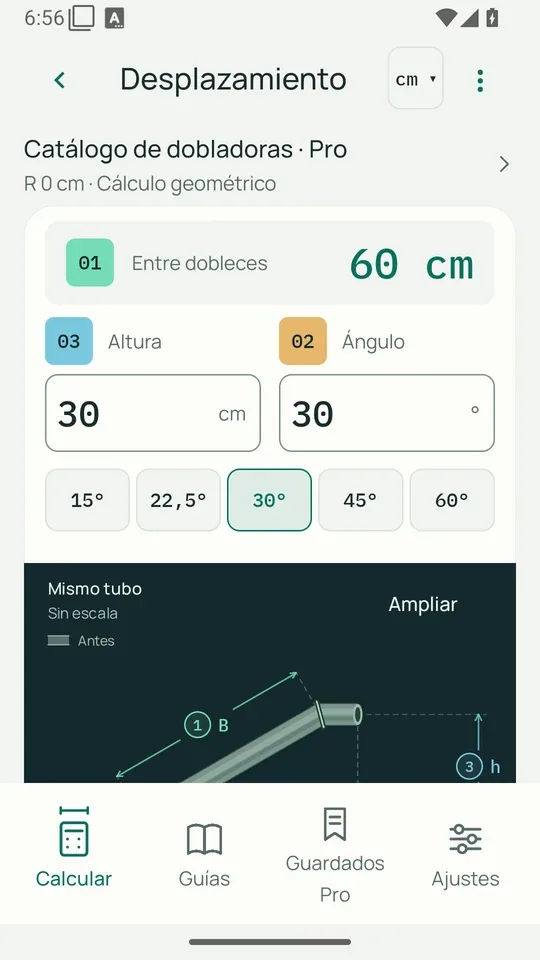 6:56
A
Desplazamiento
cm ▾
Catálogo de dobladoras · Pro
R 0 cm · Cálculo geométrico
01 Entre dobleces 60 cm
03 Altura
02 Ángulo
30 cm
30 °
15° 22,5° 30° 45° 60°
Mismo tubo
Sin escala
Ampliar
Antes
1 B
3 h
Calcular
Guías
Guardados
Pro
Ajustes